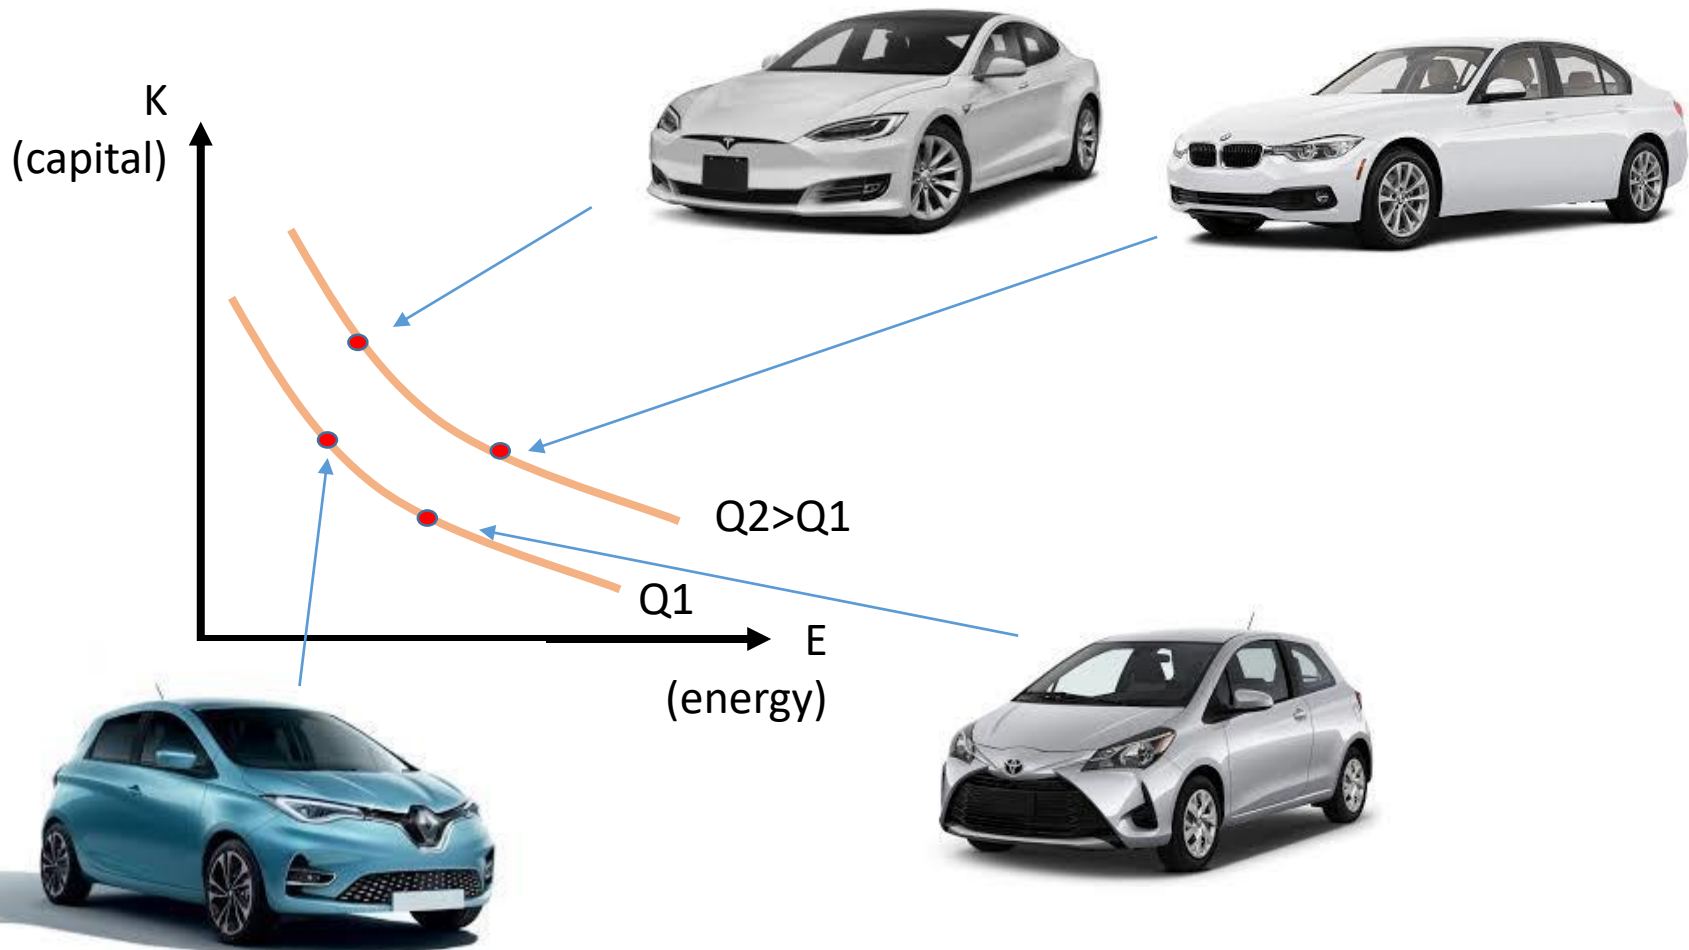 K
(capital)
Q2>Q1
Q1
E
(energy)